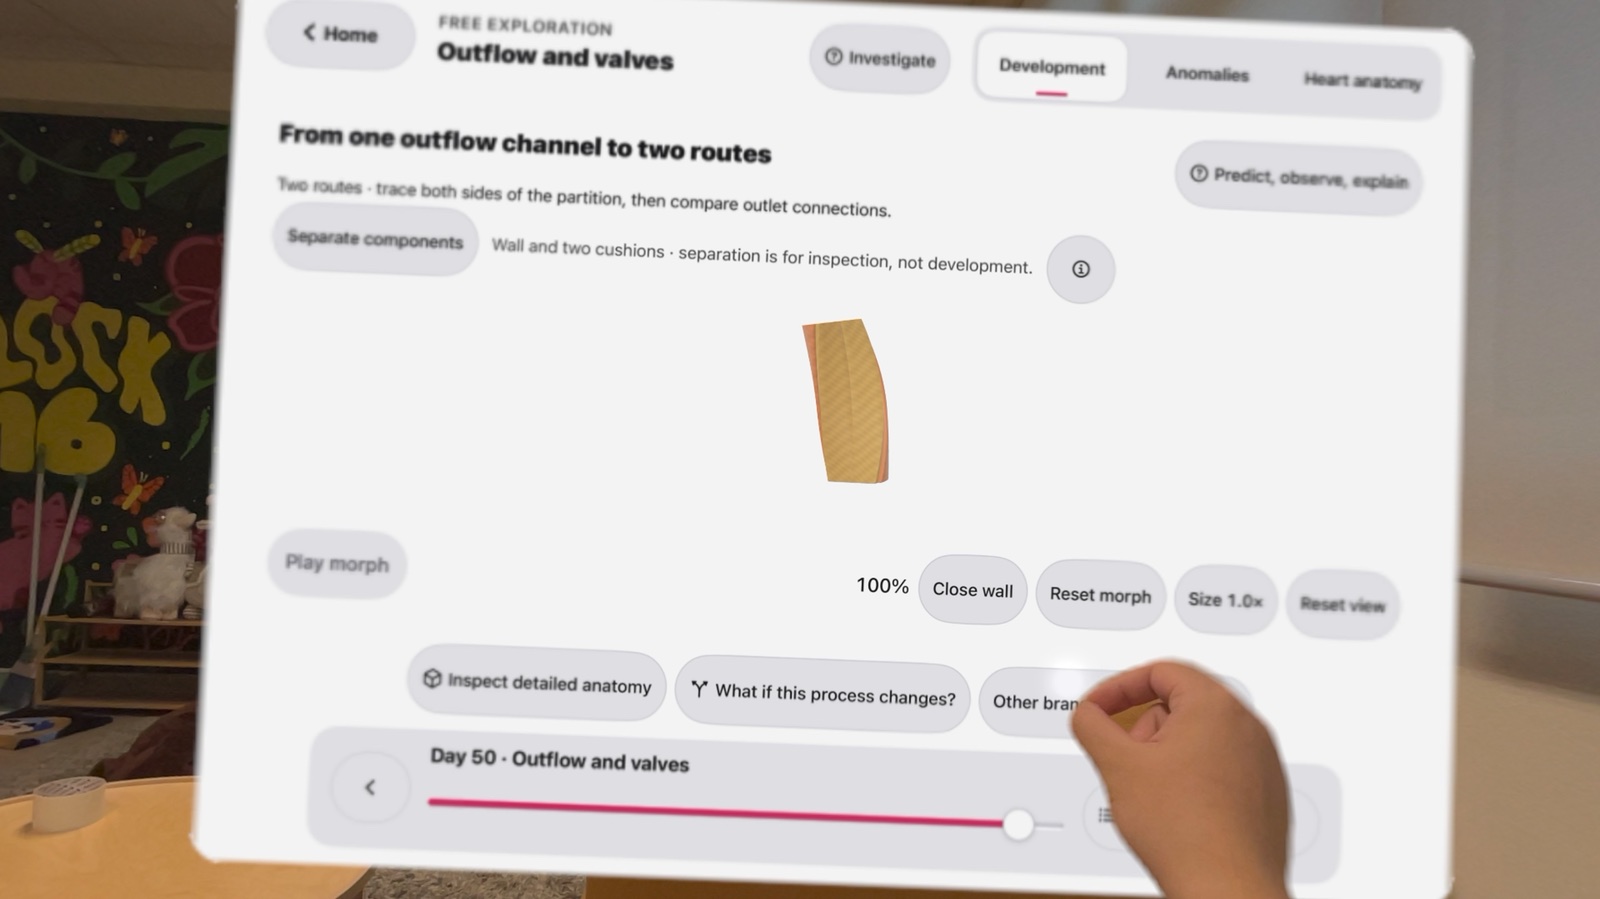 Home
FREE EXPLORATION
Outflow and valves
Investigate
Development
Anomalies
Heart anatomy
From one outflow channel to two routes
Predict, observe, explain
Two routes · trace both sides of the partition, then compare outlet connections.
Separate components
Wall and two cushions · separation is for inspection, not development.
Play morph
100%
Close wall
Reset morph
Size 1.0×
Reset view
Inspect detailed anatomy
What if this process changes?
Other
Day 50 · Outflow and valves